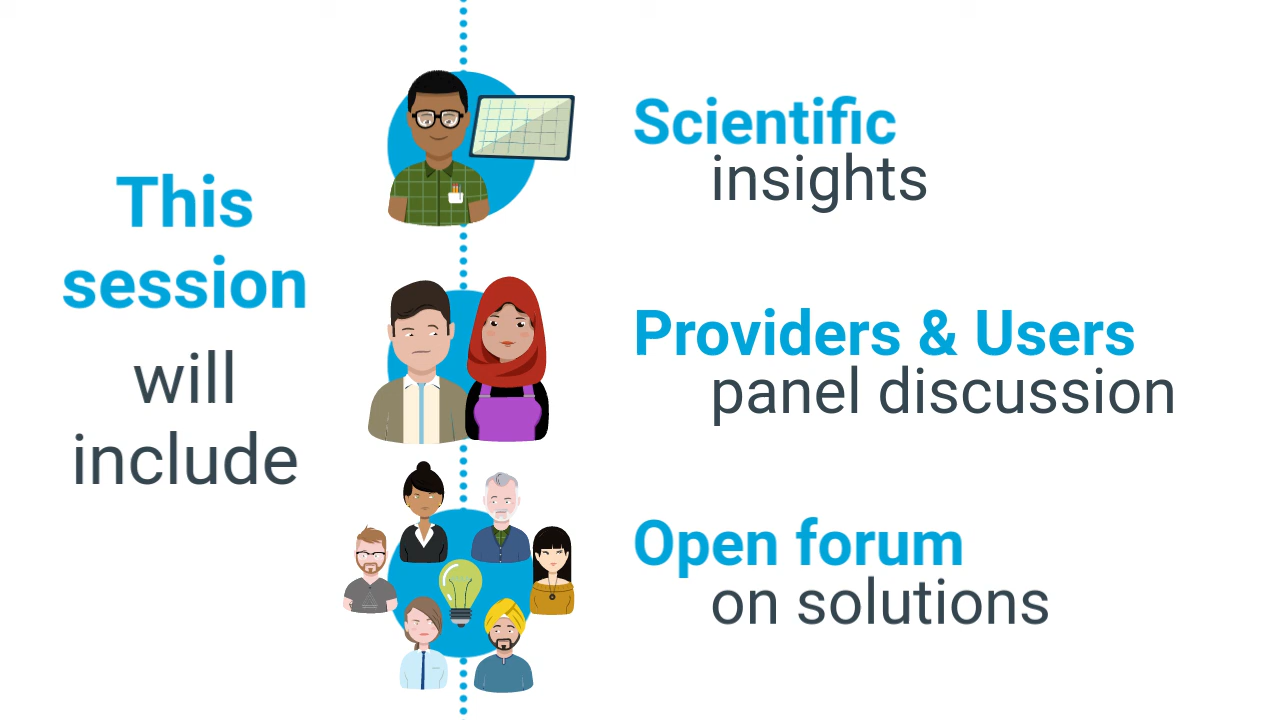 This
session
will
include
Scientific
insights
Providers & Users
panel discussion
Open forum
on solutions